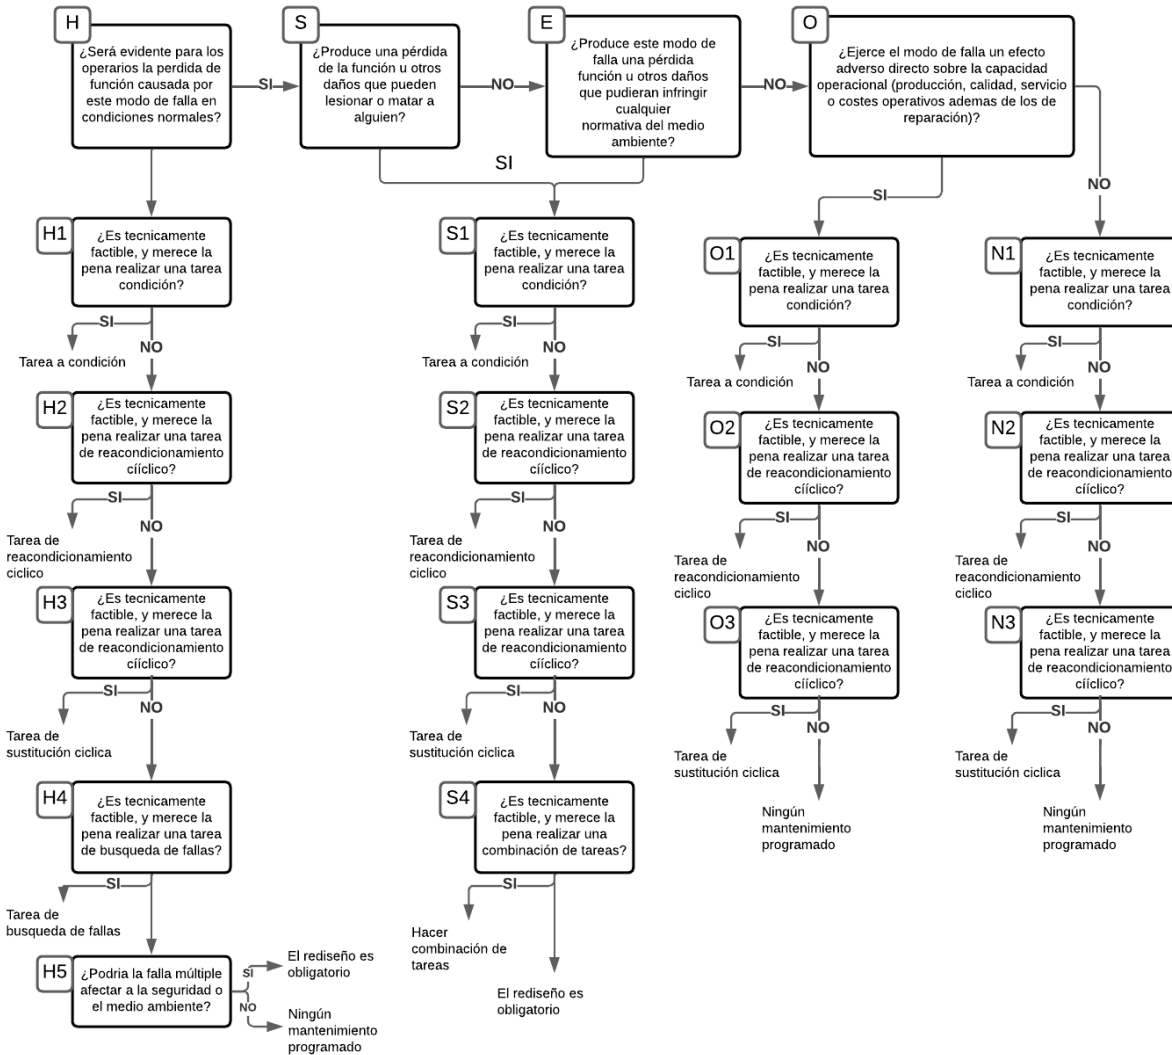 H
¿Será evidente para los
operarios la perdida de
función causada por
este modo de falla en
condiciones normales?
SI
S
¿Produce una pérdida
de la función u otros
daños que pueden
lesionar o matar a
alguien?
NO
E
¿Produce este modo de
falla una pérdida
función u otros daños
que pudieran infringir
cualquier
normativa del medio
ambiente?
NO
O
¿Ejerce el modo de falla un efecto
adverso directo sobre la capacidad
operacional (producción, calidad, servicio
o costes operativos ademas de los de
reparación)?
SI
SI
NO
H1
¿Es tecnicamente
factible, y merece la
pena realizar una tarea
condición?
SI
NO
Tarea a condición
S1
¿Es tecnicamente
factible, y merece la
pena realizar una tarea
condición?
SI
NO
Tarea a condición
O1
¿Es tecnicamente
factible, y merece la
pena realizar una tarea
condición?
SI
NO
Tarea a condición
N1
¿Es tecnicamente
factible, y merece la
pena realizar una tarea
condición?
SI
NO
Tarea a condición
H2
¿Es tecnicamente
factible, y merece la
pena realizar una tarea
de reacondicionamiento
cííclico?
SI
NO
Tarea de
reacondicionamiento
ciclico
S2
¿Es tecnicamente
factible, y merece la
pena realizar una tarea
de reacondicionamiento
cííclico?
SI
NO
Tarea de
reacondicionamiento
ciclico
O2
¿Es tecnicamente
factible, y merece la
pena realizar una tarea
de reacondicionamiento
cííclico?
SI
NO
Tarea de
reacondicionamiento
ciclico
N2
¿Es tecnicamente
factible, y merece la
pena realizar una tarea
de reacondicionamiento
cííclico?
SI
NO
Tarea de
reacondicionamiento
ciclico
H3
¿Es tecnicamente
factible, y merece la
pena realizar una tarea
de reacondicionamiento
cííclico?
SI
NO
Tarea de
sustitución ciclica
S3
¿Es tecnicamente
factible, y merece la
pena realizar una tarea
de reacondicionamiento
cííclico?
SI
NO
Tarea de
sustitución ciclica
O3
¿Es tecnicamente
factible, y merece la
pena realizar una tarea
de reacondicionamiento
cííclico?
SI
NO
Tarea de
sustitución ciclica
Ningún
mantenimiento
programado
N3
¿Es tecnicamente
factible, y merece la
pena realizar una tarea
de reacondicionamiento
cííclico?
SI
NO
Tarea de
sustitución ciclica
Ningún
mantenimiento
programado
H4
¿Es tecnicamente
factible, y merece la
pena realizar una tarea
de busqueda de fallas?
SI
Tarea de
busqueda de fallas
S4
¿Es tecnicamente
factible, y merece la
pena realizar una
combinación de tareas?
SI
Hacer
combinación de
tareas
El rediseño es
obligatorio
H5
¿Podria la falla múltiple
afectar a la seguridad o
el medio ambiente?
SI
El rediseño es
obligatorio
NO
Ningún
mantenimiento
programado